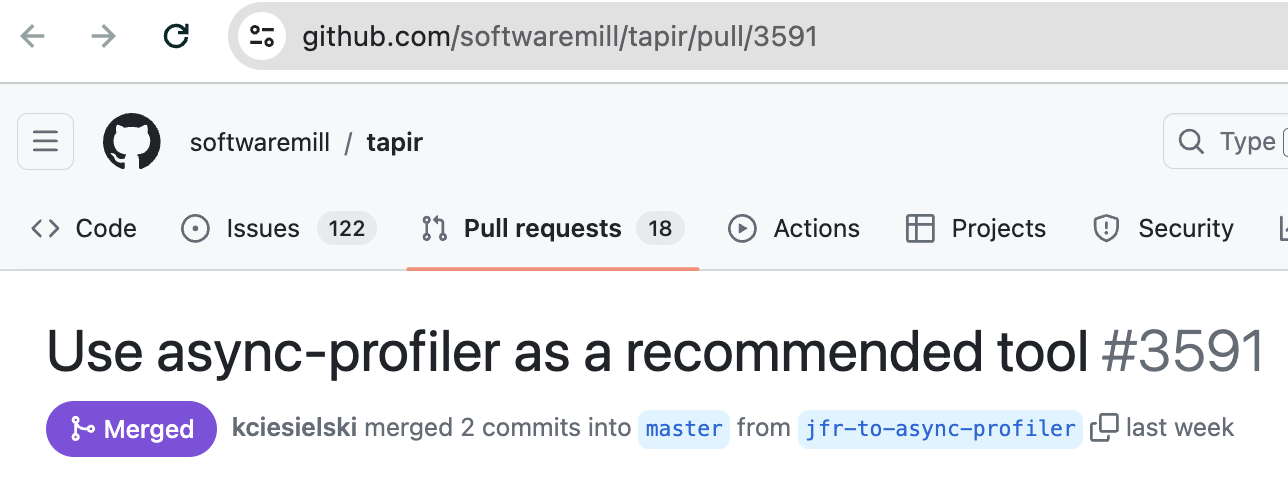 github.com/softwaremill/tapir/pull/3591
softwaremill / tapir
Type
Code Issues 122 Pull requests 18 Actions Projects Security
Use async-profiler as a recommended tool #3591
Merged kciesielski merged 2 commits into master from jfr-to-async-profiler last week